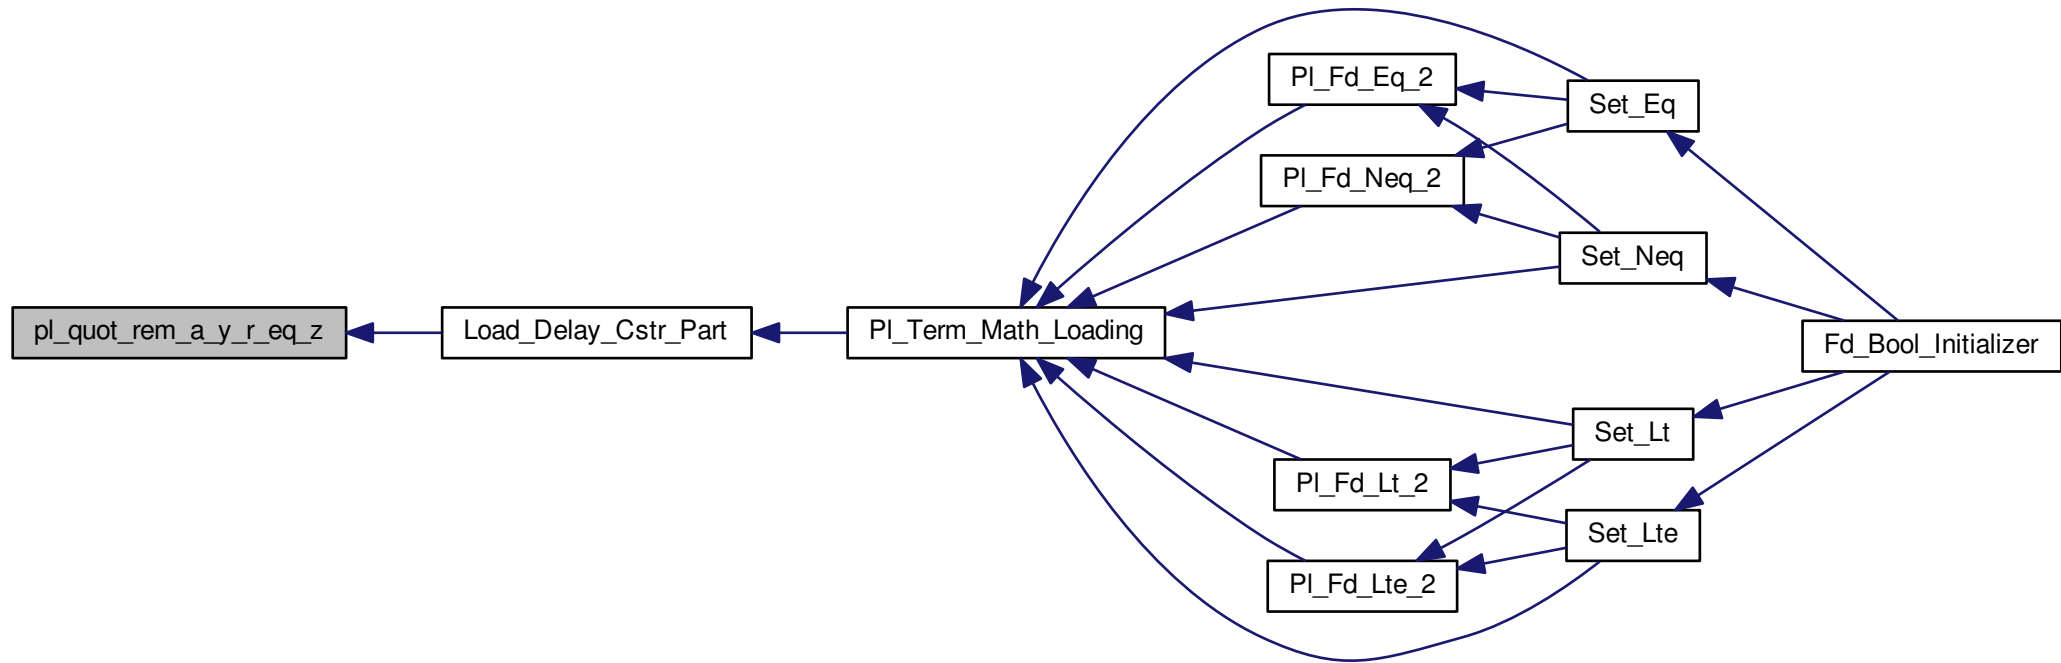 pl_quot_rem_a_y_r_eq_z
Load_Delay_Cstr_Part
Pl_Term_Math_Loading
Pl_Fd_Eq_2
Pl_Fd_Neq_2
Pl_Fd_Lt_2
Pl_Fd_Lte_2
Set_Eq
Set_Neq
Set_Lt
Set_Lte
Fd_Bool_Initializer